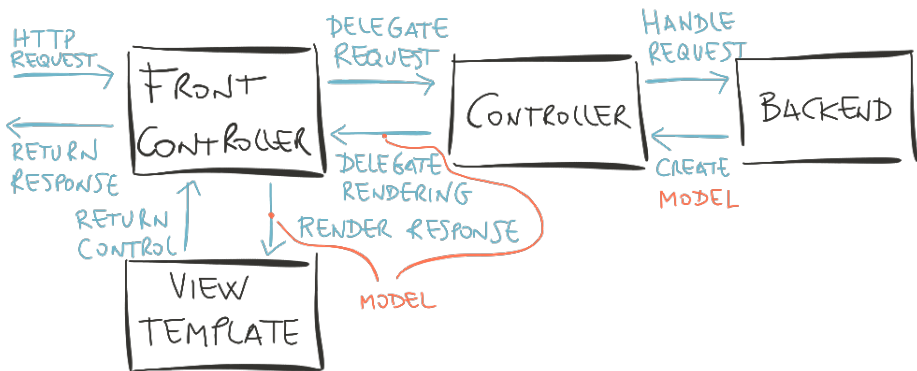 HTTP
REQUEST
RETURN
RESPONSE
FRONT
CONTROLLER
DELEGATE
REQUEST
DELEGATE
RENDERING
CONTROLLER
HANDLE
REQUEST
CREATE
MODEL
BACKEND
RETURN
CONTROL
RENDER RESPONSE
MODEL
VIEW
TEMPLATE